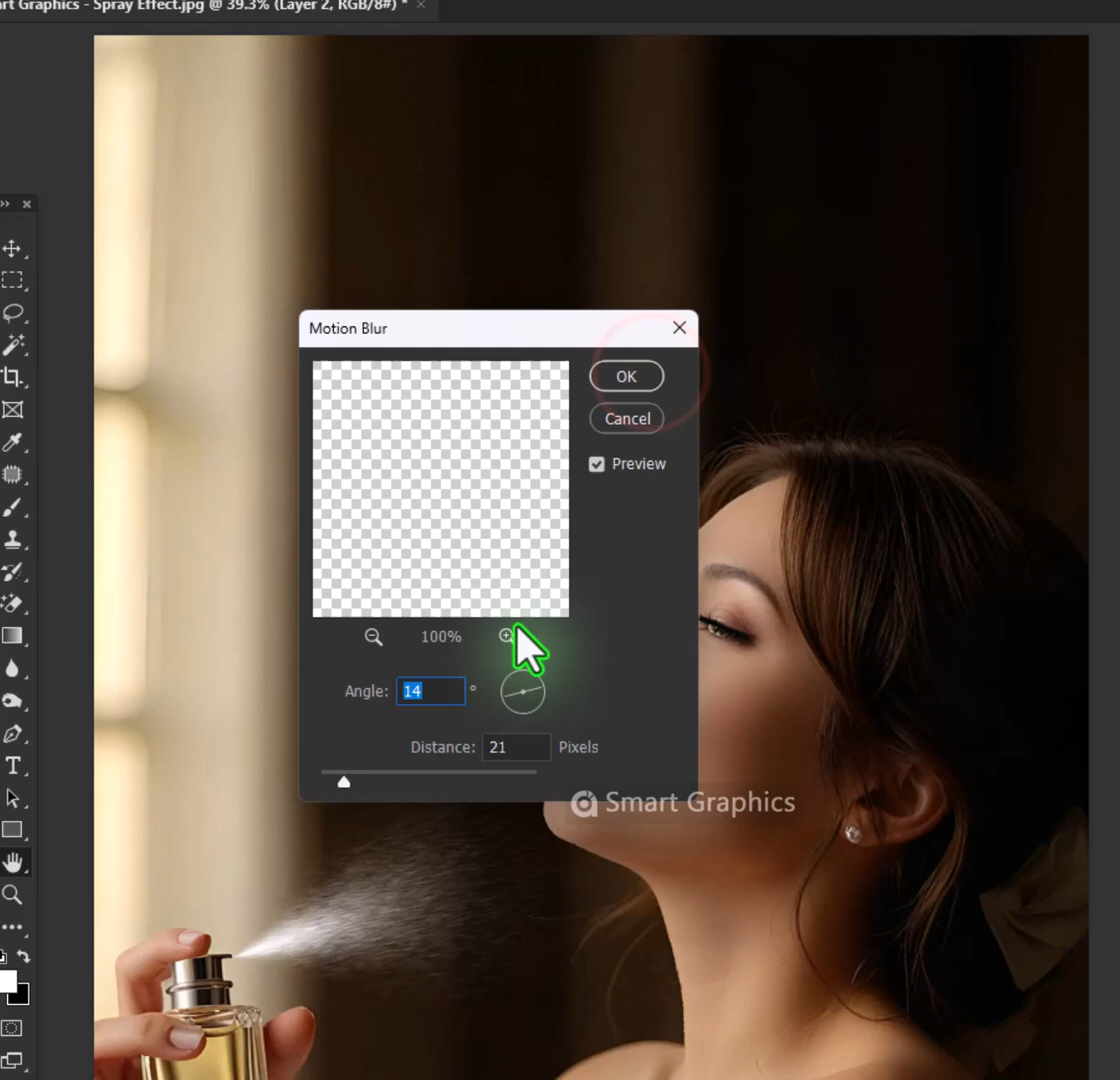 rt Graphics - Spray Effect.jpg @ 39.3% (Layer 2, RGB/8#) *
Motion Blur
OK
Cancel
Preview
100%
Angle: 14 °
Distance: 21 Pixels
Smart Graphics